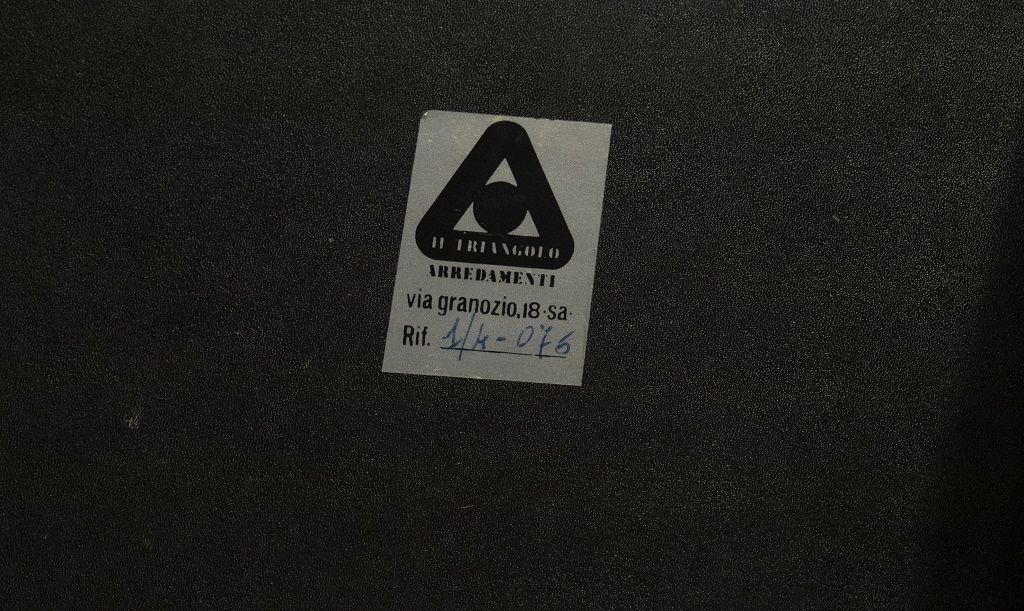 IL TRIANGOLO
ARREDAMENTI
via granozio,18·sa·
Rif. 1/4-076